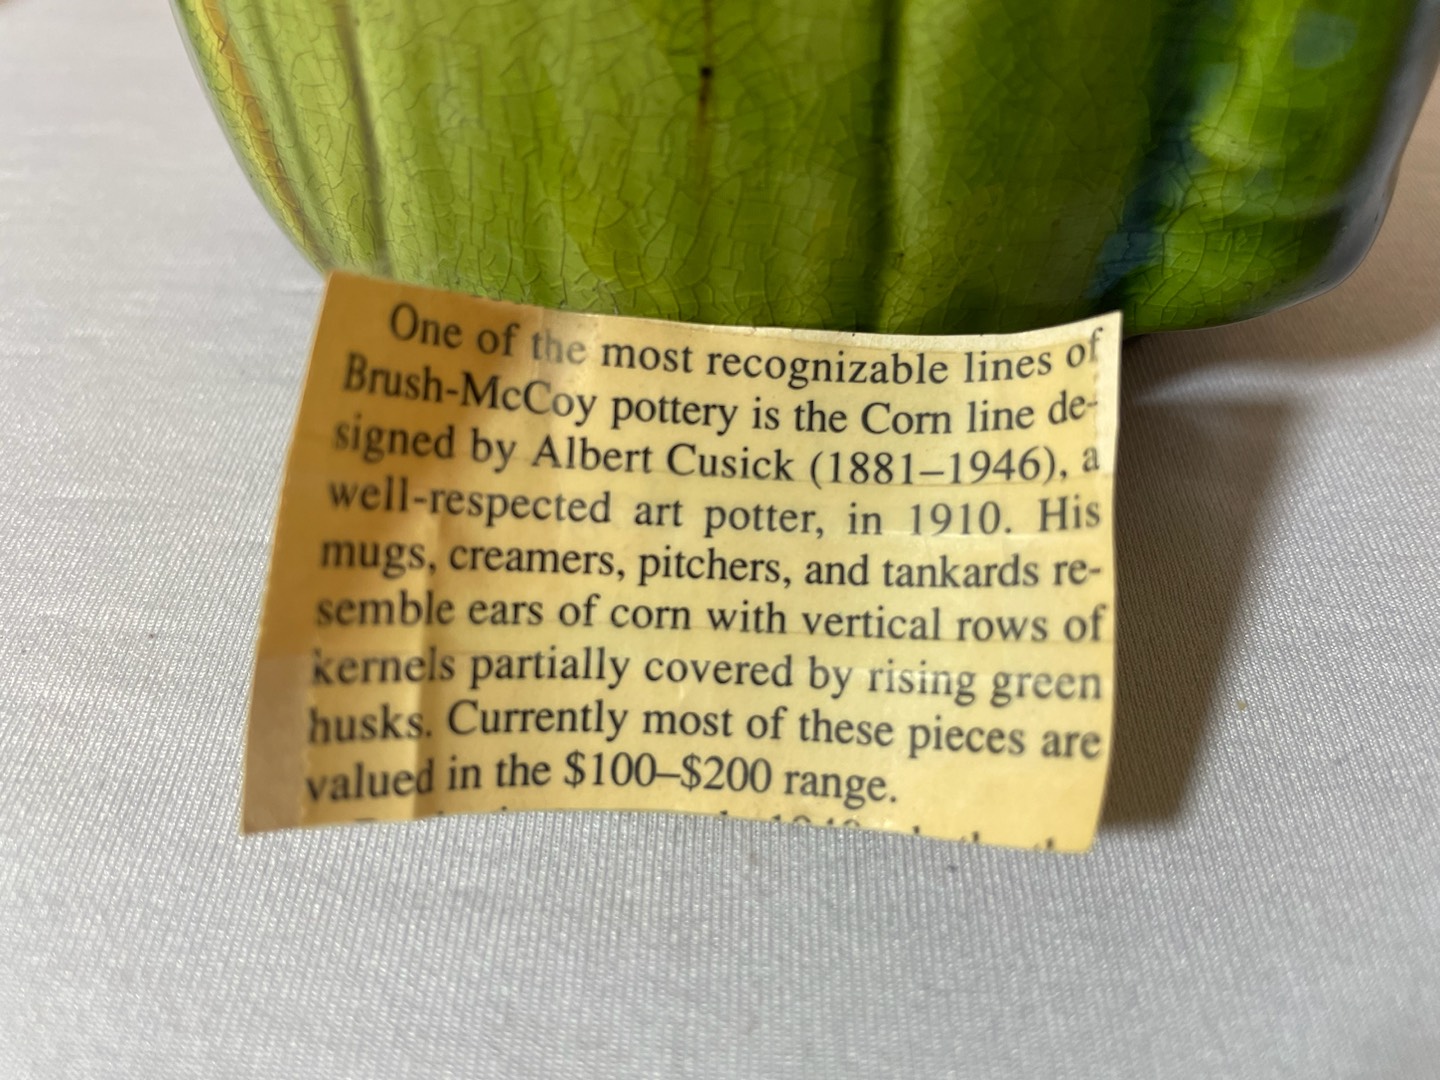 One of the most recognizable lines of
Brush-McCoy pottery is the Corn line de-
signed by Albert Cusick (1881–1946), a
well-respected art potter, in 1910. His
mugs, creamers, pitchers, and tankards re-
semble ears of corn with vertical rows of
kernels partially covered by rising green
husks. Currently most of these pieces are
valued in the $100–$200 range.